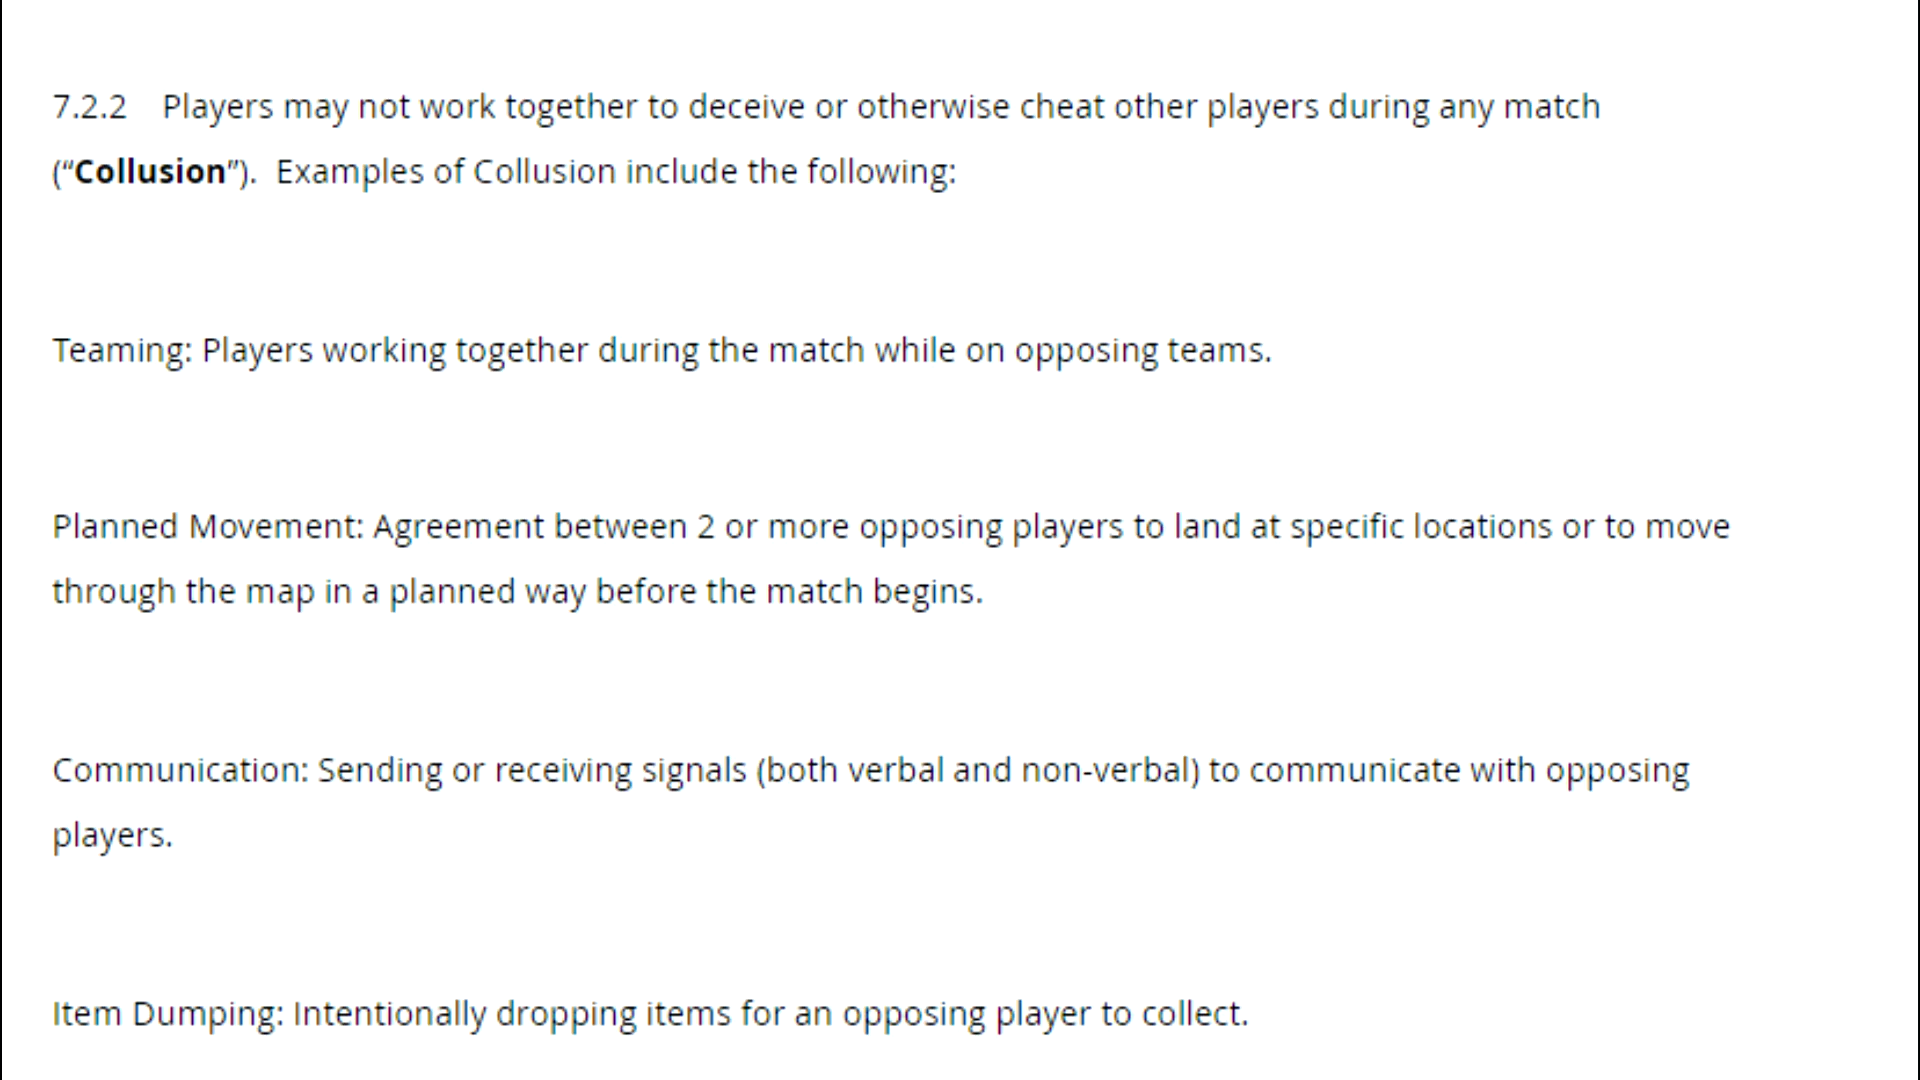 7.2.2    Players may not work together to deceive or otherwise cheat other players during any match
(“Collusion”).  Examples of Collusion include the following:
Teaming: Players working together during the match while on opposing teams.
Planned Movement: Agreement between 2 or more opposing players to land at specific locations or to move
through the map in a planned way before the match begins.
Communication: Sending or receiving signals (both verbal and non-verbal) to communicate with opposing
players.
Item Dumping: Intentionally dropping items for an opposing player to collect.